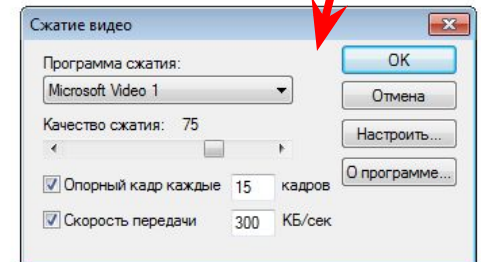 Сжатие видео
Программа сжатия:
Microsoft Video 1
Качество сжатия: 75
Опорный кадр каждые 15 кадров
Скорость передачи 300 КБ/сек
OK
Отмена
Настроить...
О программе...